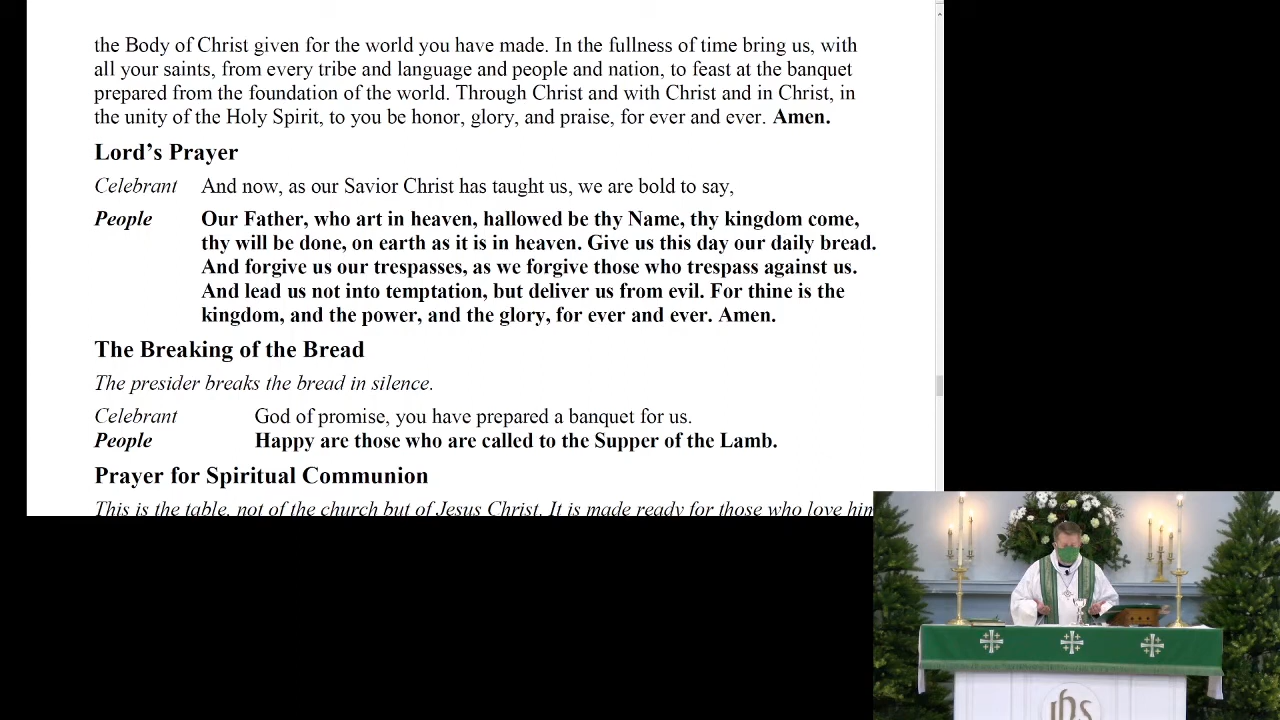 the Body of Christ given for the world you have made. In the fullness of time bring us, with
all your saints, from every tribe and language and people and nation, to feast at the banquet
prepared from the foundation of the world. Through Christ and with Christ and in Christ, in
the unity of the Holy Spirit, to you be honor, glory, and praise, for ever and ever. Amen.
Lord’s Prayer
Celebrant And now, as our Savior Christ has taught us, we are bold to say,
People Our Father, who art in heaven, hallowed be thy Name, thy kingdom come,
thy will be done, on earth as it is in heaven. Give us this day our daily bread.
And forgive us our trespasses, as we forgive those who trespass against us.
And lead us not into temptation, but deliver us from evil. For thine is the
kingdom, and the power, and the glory, for ever and ever. Amen.
The Breaking of the Bread
The presider breaks the bread in silence.
Celebrant God of promise, you have prepared a banquet for us.
People Happy are those who are called to the Supper of the Lamb.
Prayer for Spiritual Communion
This is the table, not of the church but of Jesus Christ. It is made ready for those who love him
IHS